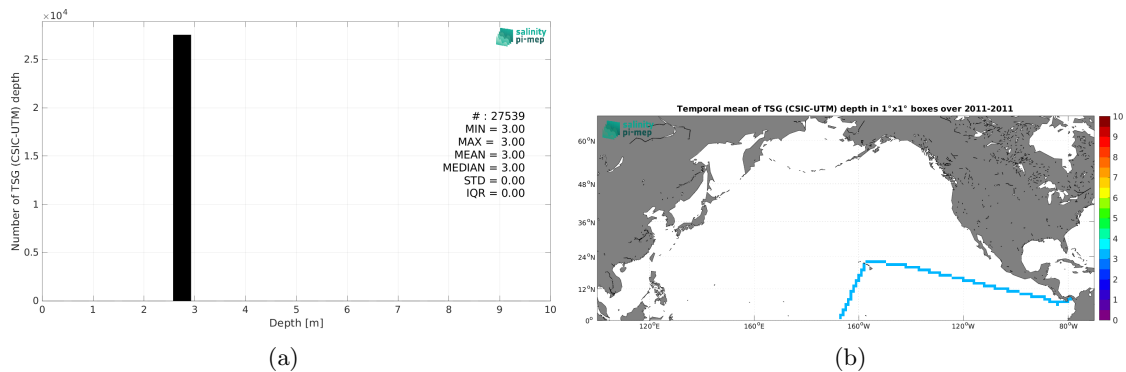 ×10⁴
2.5
2
1.5
1
0.5
0
Number of TSG (CSIC-UTM) depth
0 1 2 3 4 5 6 7 8 9 10
Depth [m]
salinity
pi-mep
# : 27539
MIN = 3.00
MAX = 3.00
MEAN = 3.00
MEDIAN = 3.00
STD = 0.00
IQR = 0.00
(a)
Temporal mean of TSG (CSIC-UTM) depth in 1°x1° boxes over 2011-2011
salinity
pi-mep
60°N
48°N
36°N
24°N
12°N
0°
120°E 160°E 160°W 120°W 80°W
10
9
8
7
6
5
4
3
2
1
0
(b)